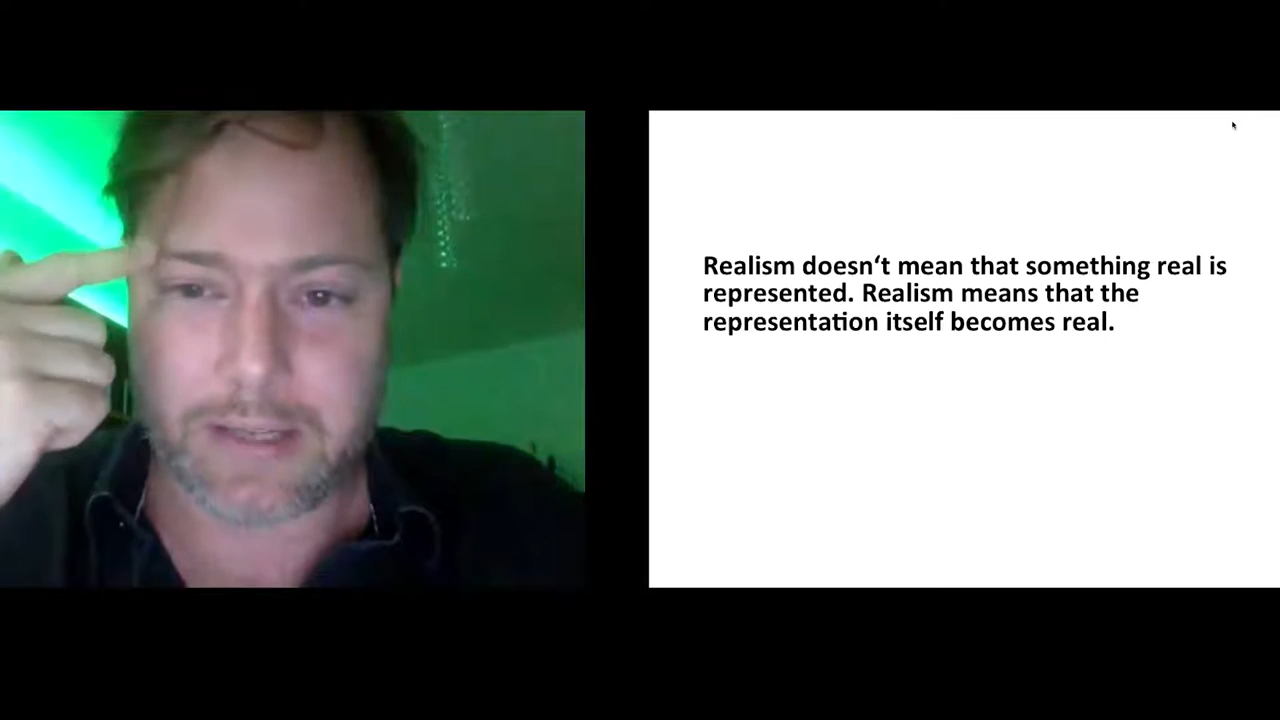 Realism doesn‘t mean that something real is
represented. Realism means that the
representation itself becomes real.